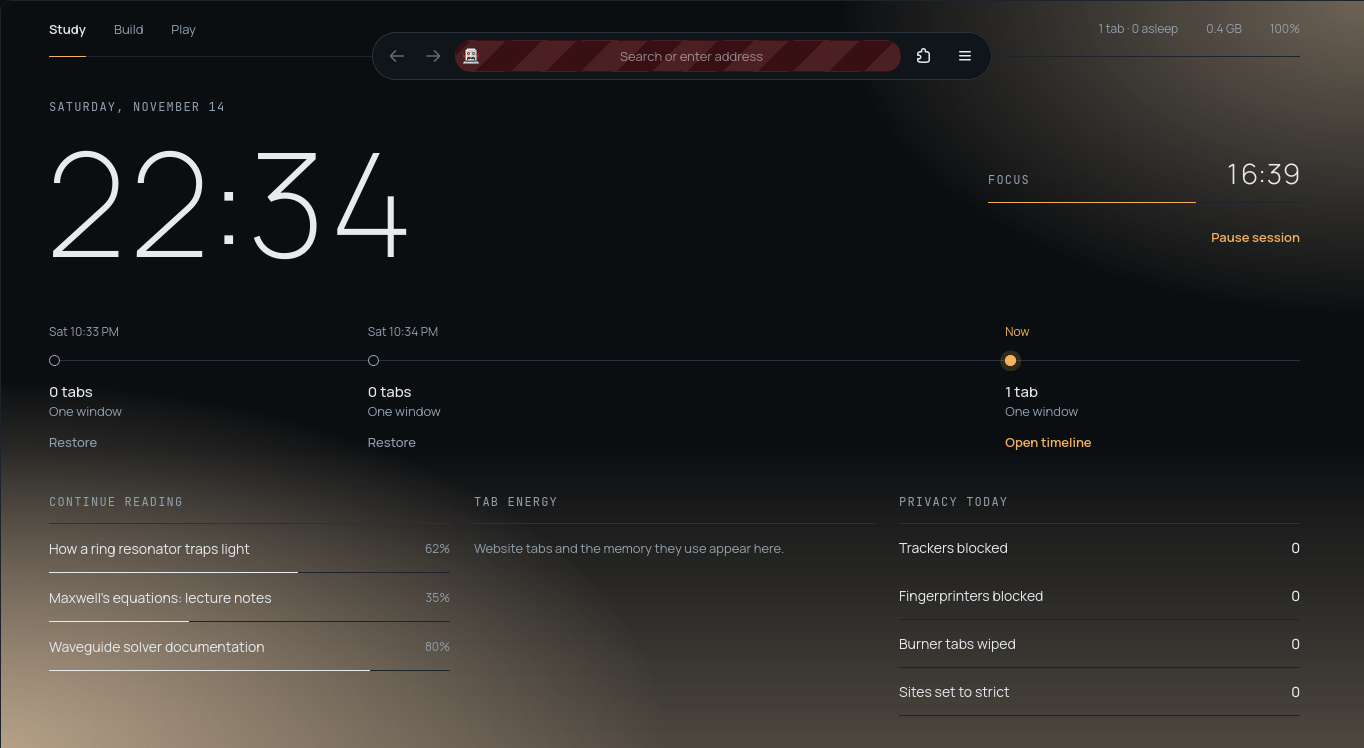 Study Build Play
1 tab · 0 asleep 0.4 GB 100%
Search or enter address
SATURDAY, NOVEMBER 14
22:34
FOCUS 16:39
Pause session
Sat 10:33 PM Sat 10:34 PM Now
0 tabs 0 tabs 1 tab
One window One window One window
Restore Restore Open timeline
CONTINUE READING
How a ring resonator traps light 62%
Maxwell's equations: lecture notes 35%
Waveguide solver documentation 80%
TAB ENERGY
Website tabs and the memory they use appear here.
PRIVACY TODAY
Trackers blocked 0
Fingerprinters blocked 0
Burner tabs wiped 0
Sites set to strict 0